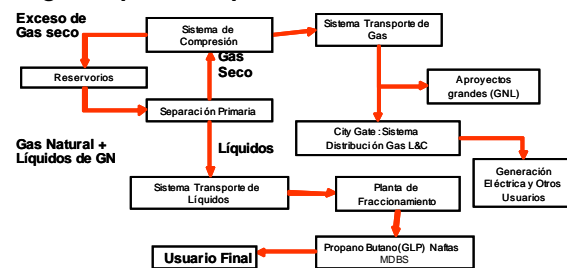 Exceso de
Gas seco
Sistema de
Compresión
Sistema Transporte de
Gas
Gas
Seco
Reservorios
Aproyectos
grandes (GNL)
Separación Primaria
Gas Natural +
Líquidos de GN
Líquidos
City Gate :Sistema
Distribución Gas L&C
Sistema Transporte de
Líquidos
Planta de
Fraccionamiento
Generación
Eléctrica y Otros
Usuarios
Propano Butano(GLP) Naftas
MDBS
Usuario Final